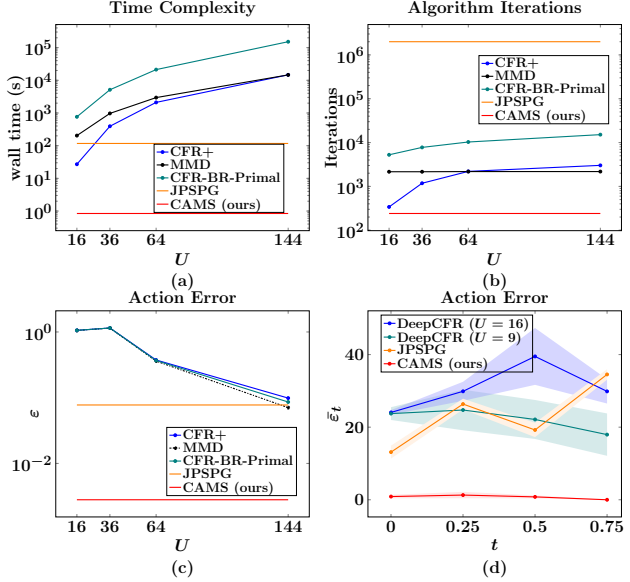 Time Complexity
wall time (s)
10^5
10^4
10^3
10^2
10^1
10^0
CFR+
MMD
CFR-BR-Primal
JPSPG
CAMS (ours)
16 36 64 144
U
(a)
Algorithm Iterations
Iterations
10^6
10^5
10^4
10^3
10^2
CFR+
MMD
CFR-BR-Primal
JPSPG
CAMS (ours)
16 36 64 144
U
(b)
Action Error
ε
10^0
10^-2
CFR+
MMD
CFR-BR-Primal
JPSPG
CAMS (ours)
16 36 64 144
U
(c)
Action Error
ε̄_t
40
20
0
DeepCFR (U = 16)
DeepCFR (U = 9)
JPSPG
CAMS (ours)
0 0.25 0.5 0.75
t
(d)